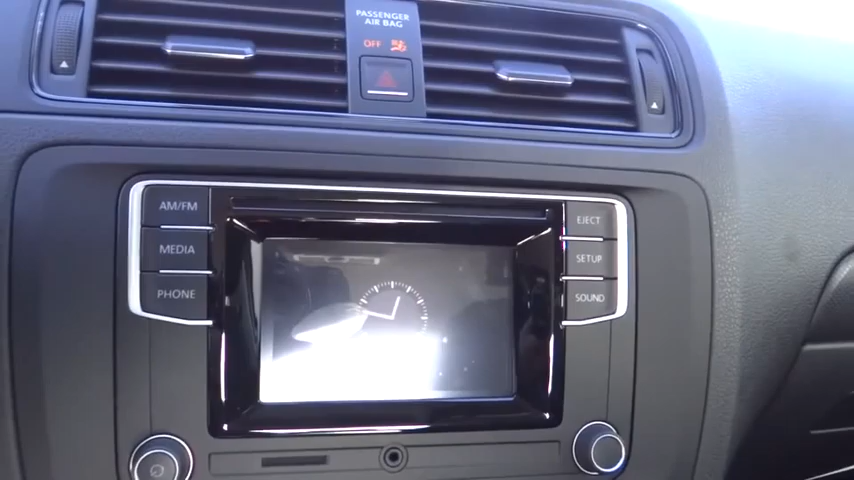 PASSENGER
AIR BAG
OFF
AM/FM
MEDIA
PHONE
EJECT
SETUP
SOUND